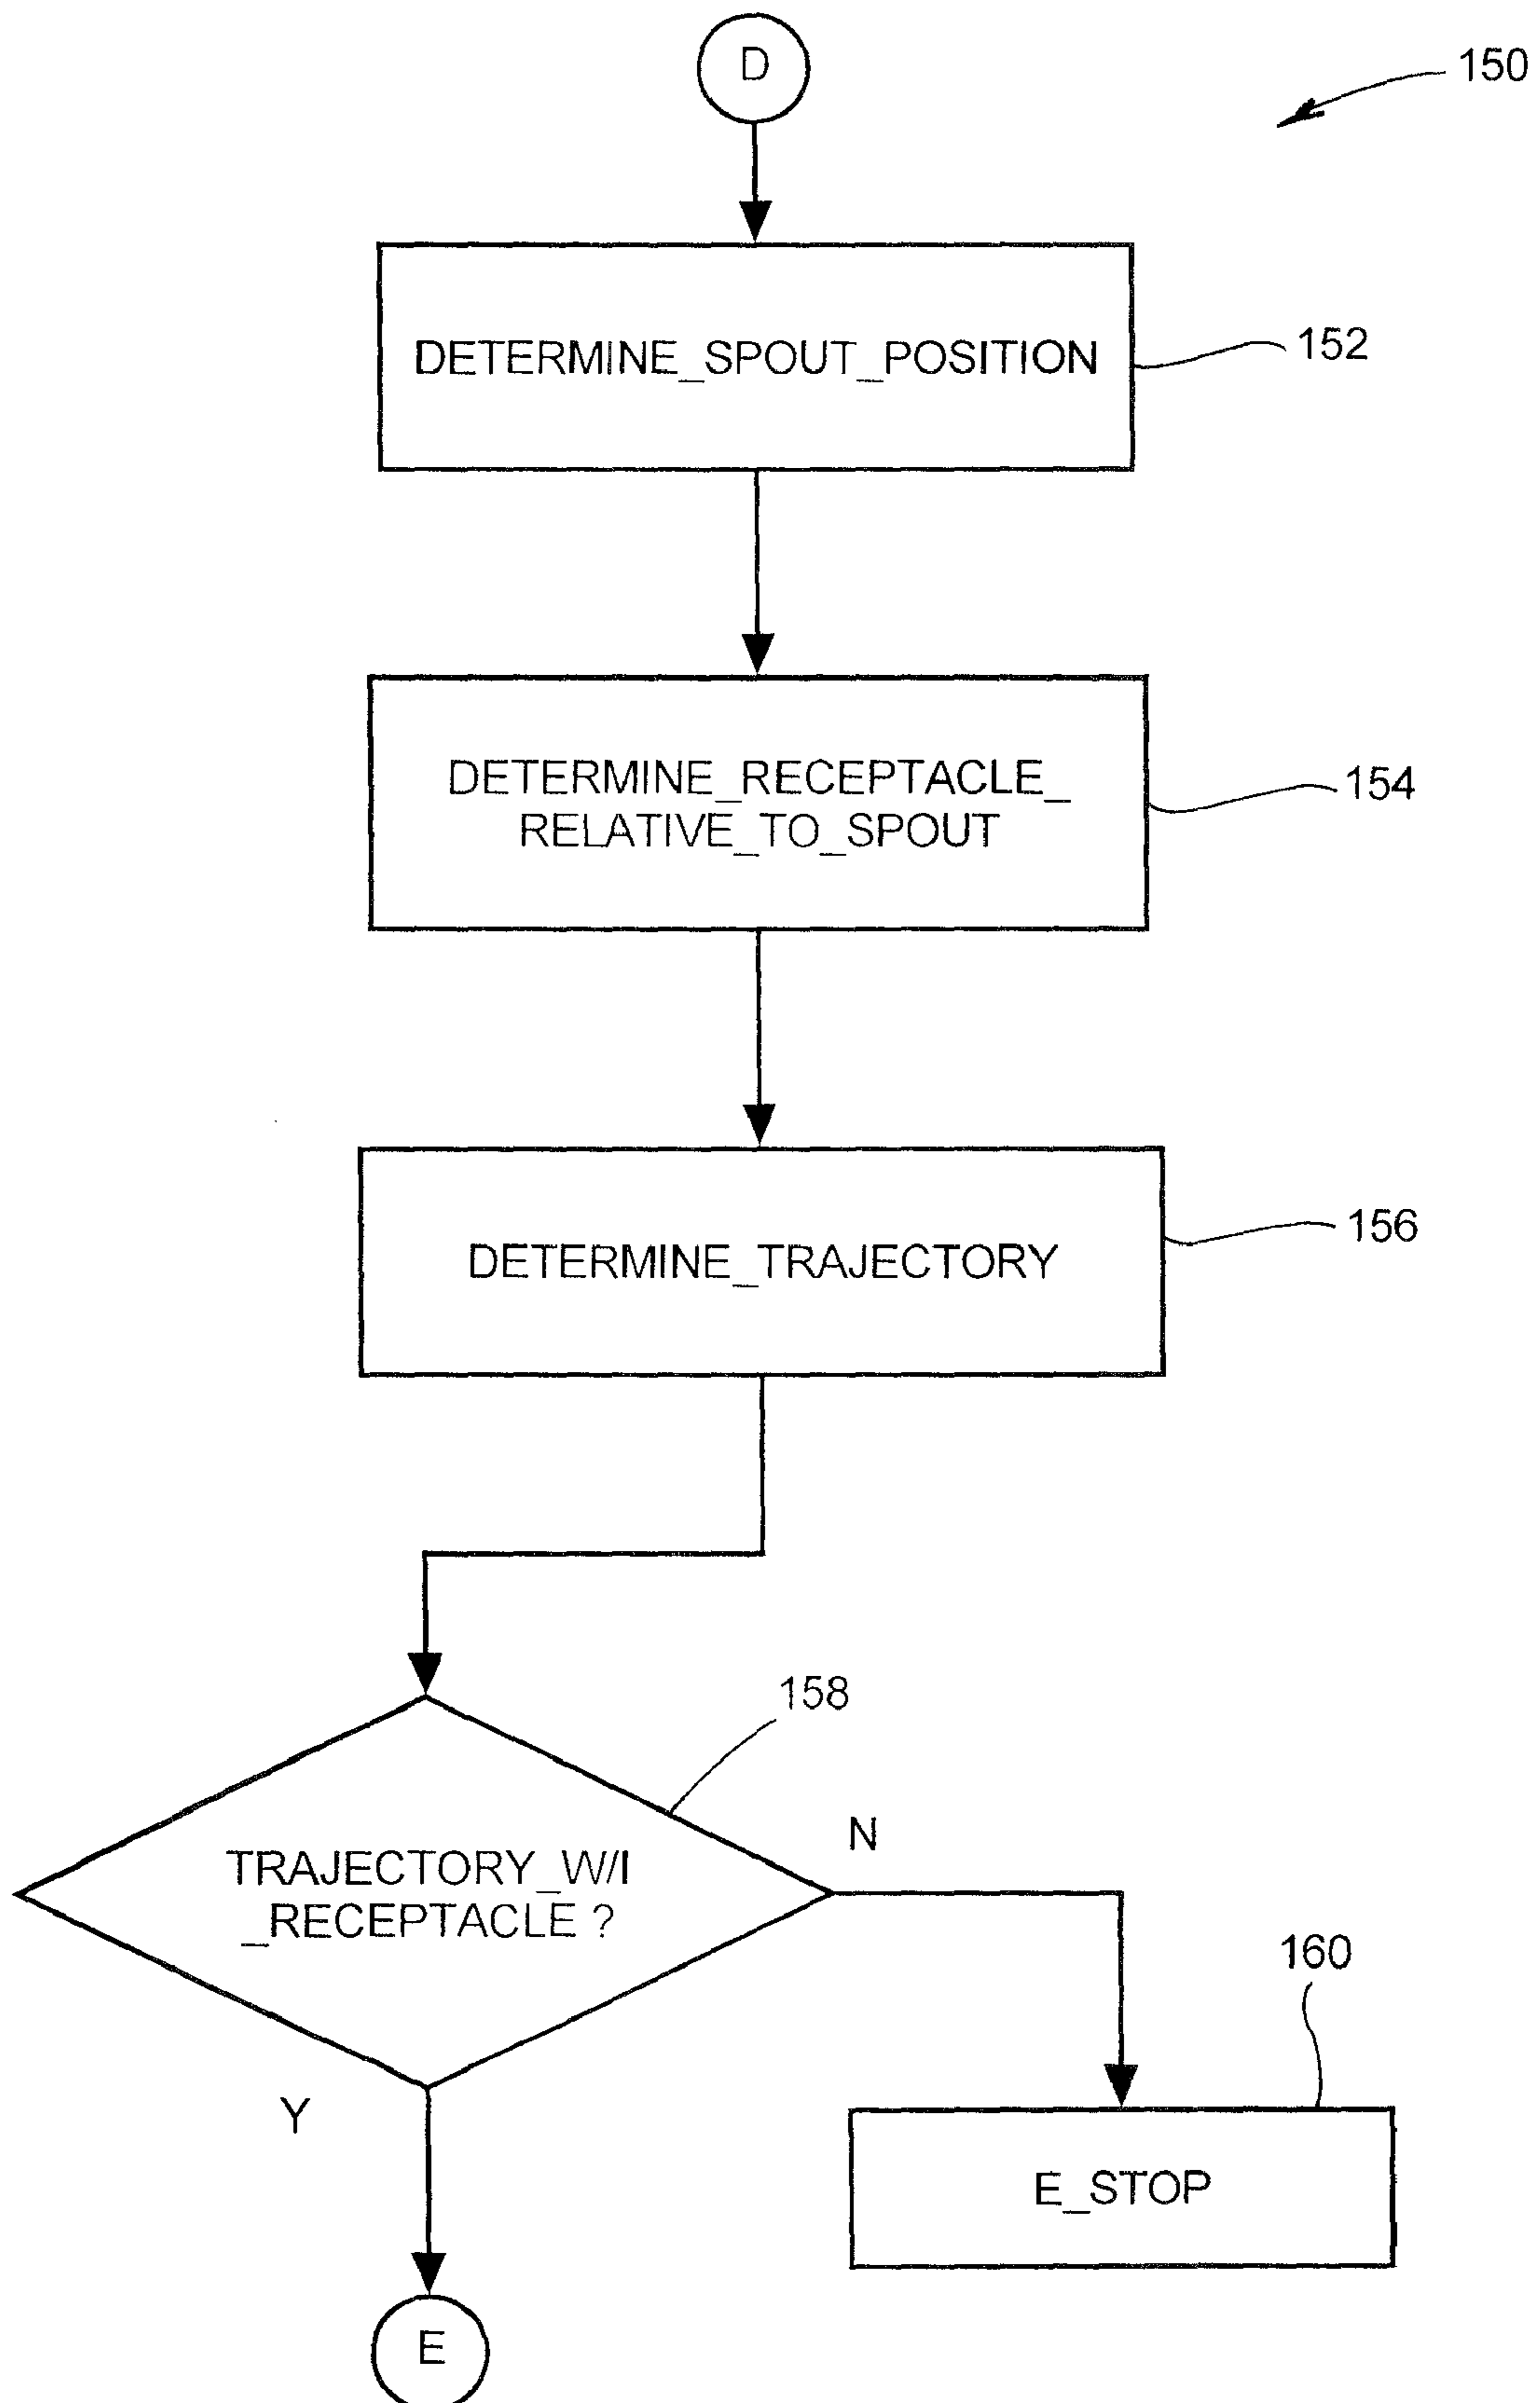 D
150
DETERMINE_SPOUT_POSITION
152
DETERMINE_RECEPTACLE_
RELATIVE_TO_SPOUT
154
DETERMINE_TRAJECTORY
156
158
TRAJECTORY_W/I
_RECEPTACLE ?
N
160
Y
E_STOP
E